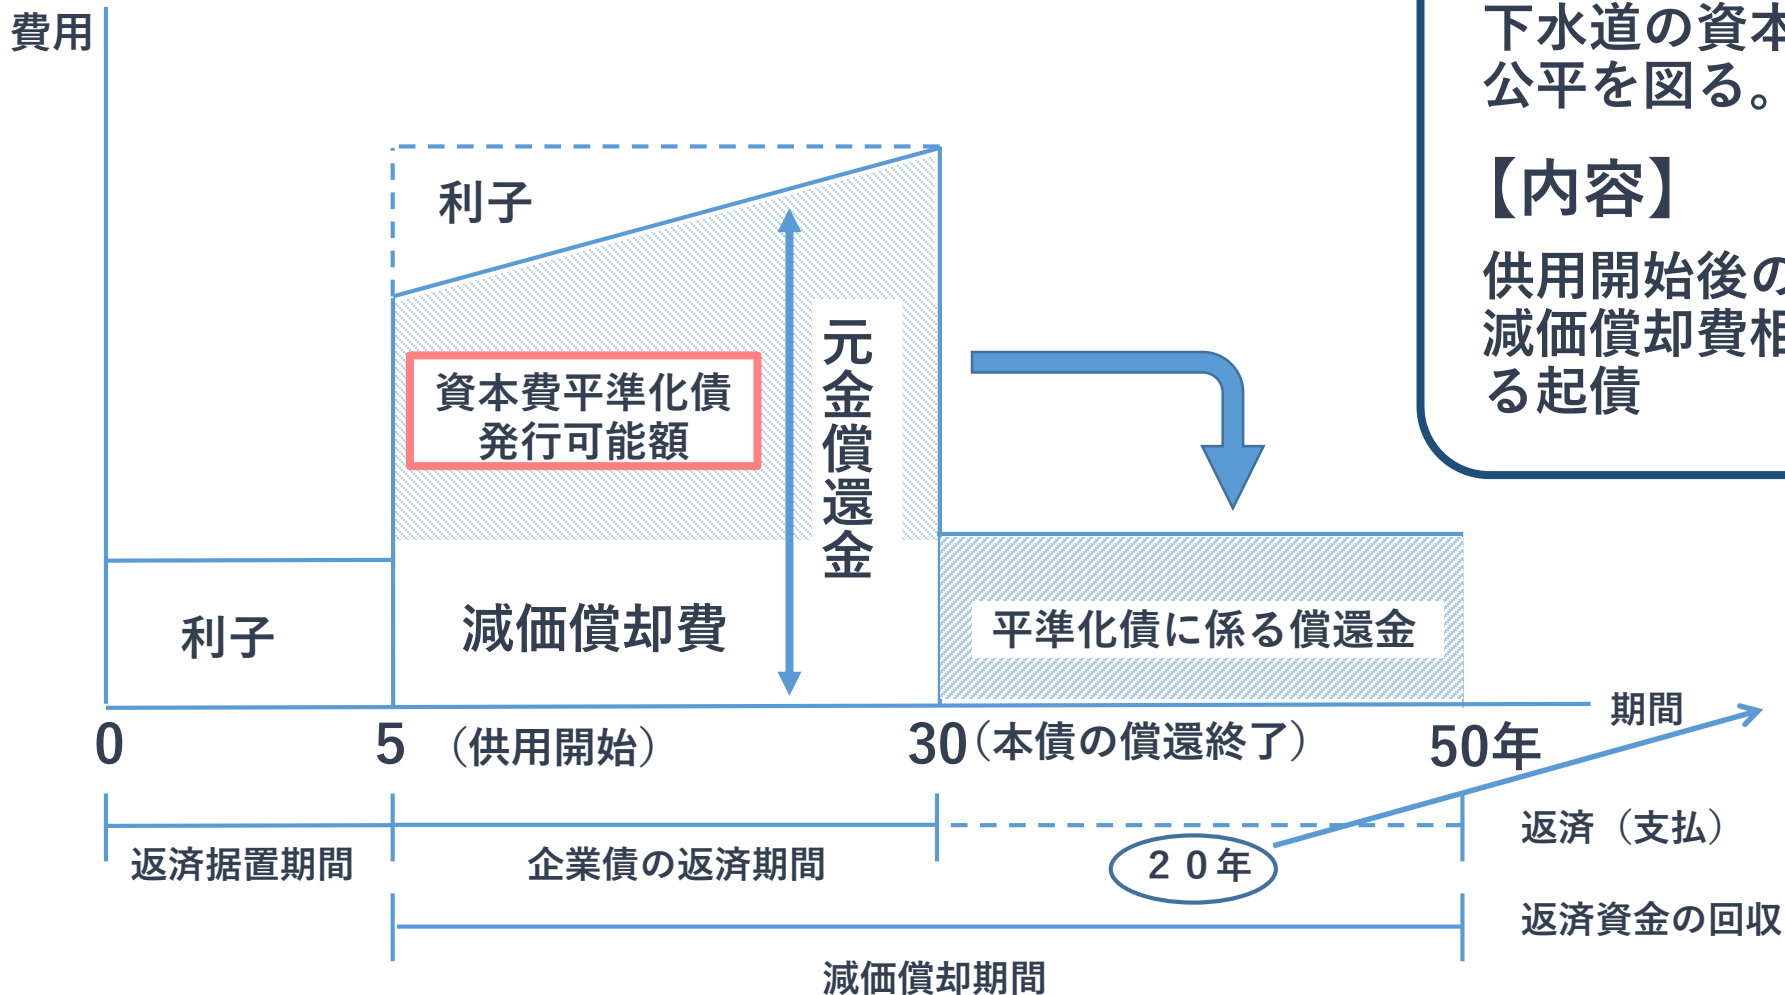 費用
下水道の資本
公平を図る。
【内容】
供用開始後の
減価償却費相
る起債
利子
資本費平準化債
発行可能額
元金償還金
減価償却費
利子
平準化債に係る償還金
期間
0
5
（供用開始）
30
（本債の償還終了）
50年
返済据置期間
企業債の返済期間
２０年
返済（支払）
返済資金の回収
減価償却期間